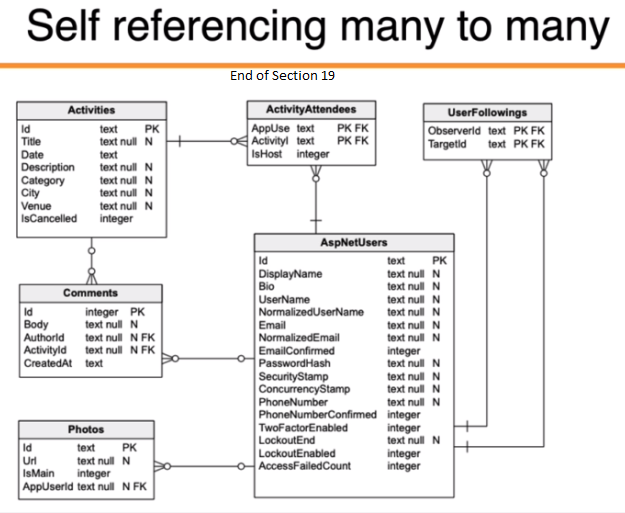 Self referencing many to many
End of Section 19
Activities
Id text PK
Title text null N
Date text
Description text null N
Category text null N
City text null N
Venue text null N
IsCancelled integer
ActivityAttendees
AppUse text PK FK
ActivityI text PK FK
IsHost integer
UserFollowings
ObserverId text PK FK
TargetId text PK FK
AspNetUsers
Id text PK
DisplayName text null N
Bio text null N
UserName text null N
NormalizedUserName text null N
Email text null N
NormalizedEmail text null N
EmailConfirmed integer
PasswordHash text null N
SecurityStamp text null N
ConcurrencyStamp text null N
PhoneNumber text null N
PhoneNumberConfirmed integer
TwoFactorEnabled integer
LockoutEnd text null N
LockoutEnabled integer
AccessFailedCount integer
Comments
Id integer PK
Body text null N
AuthorId text null N FK
ActivityId text null N FK
CreatedAt text
Photos
Id text PK
Url text null N
IsMain integer
AppUserId text null N FK